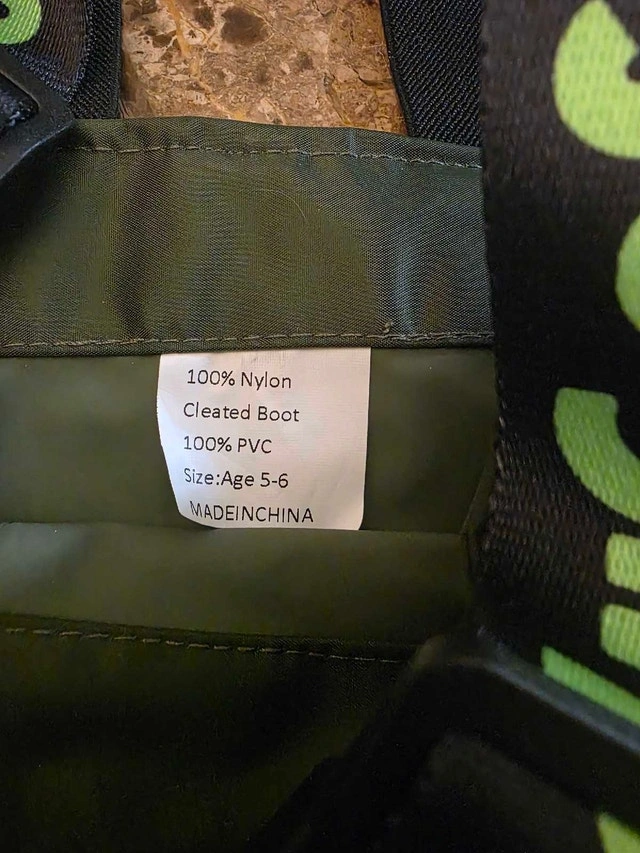 100% Nylon
Cleated Boot
100% PVC
Size:Age 5-6
MADEINCHINA